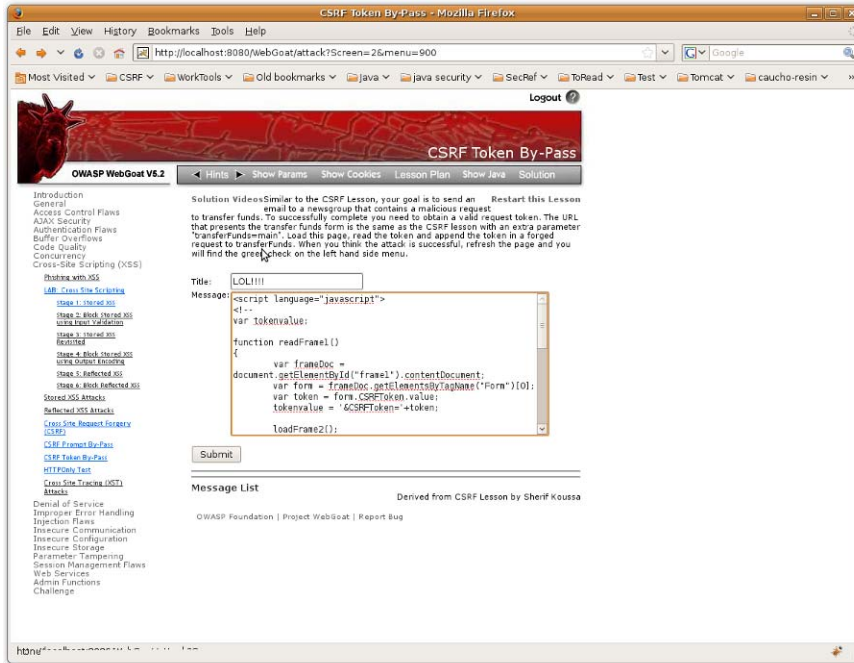 CSRF Token By-Pass - Mozilla Firefox
File Edit View History Bookmarks Tools Help
http://localhost:8080/WebGoat/attack?Screen=2&menu=900
Google
Most Visited CSRF WorkTools Old bookmarks Java java security SecRef ToRead Test Tomcat caucho-resin »
Logout ?
CSRF Token By-Pass
OWASP WebGoat V5.2
Hints Show Params Show Cookies Lesson Plan Show Java Solution
Introduction
General
Access Control Flaws
AJAX Security
Authentication Flaws
Buffer Overflows
Code Quality
Concurrency
Cross-Site Scripting (XSS)
Phishing with XSS
LAB: Cross Site Scripting
Stage 1: Stored XSS
Stage 2: Block Stored XSS
using Input Validation
Stage 3: Stored XSS
Revisited
Stage 4: Block Stored XSS
using Output Encoding
Stage 5: Reflected XSS
Stage 6: Block Reflected XSS
Stored XSS Attacks
Reflected XSS Attacks
Cross Site Request Forgery
(CSRF)
CSRF Prompt By-Pass
CSRF Token By-Pass
HTTPOnly Test
Cross Site Tracing (XST)
Attacks
Denial of Service
Improper Error Handling
Injection Flaws
Insecure Communication
Insecure Configuration
Insecure Storage
Parameter Tampering
Session Management Flaws
Web Services
Admin Functions
Challenge
Solution Videos Similar to the CSRF Lesson, your goal is to send an Restart this Lesson
email to a newsgroup that contains a malicious request
to transfer funds. To successfully complete you need to obtain a valid request token. The URL
that presents the transfer funds form is the same as the CSRF lesson with an extra parameter
"transferFunds=main". Load this page, read the token and append the token in a forged
request to transferFunds. When you think the attack is successful, refresh the page and you
will find the green check on the left hand side menu.
Title: LOL!!!!
Message: <script language="javascript">
<!--
var tokenvalue;
function readFrame1()
{
var frameDoc =
document.getElementById("frame1").contentDocument;
var form = frameDoc.getElementsByTagName("Form")[0];
var token = form.CSRFToken.value;
tokenvalue = '&CSRFToken='+token;
loadFrame2();
Submit
Message List
Derived from CSRF Lesson by Sherif Koussa
OWASP Foundation | Project WebGoat | Report Bug